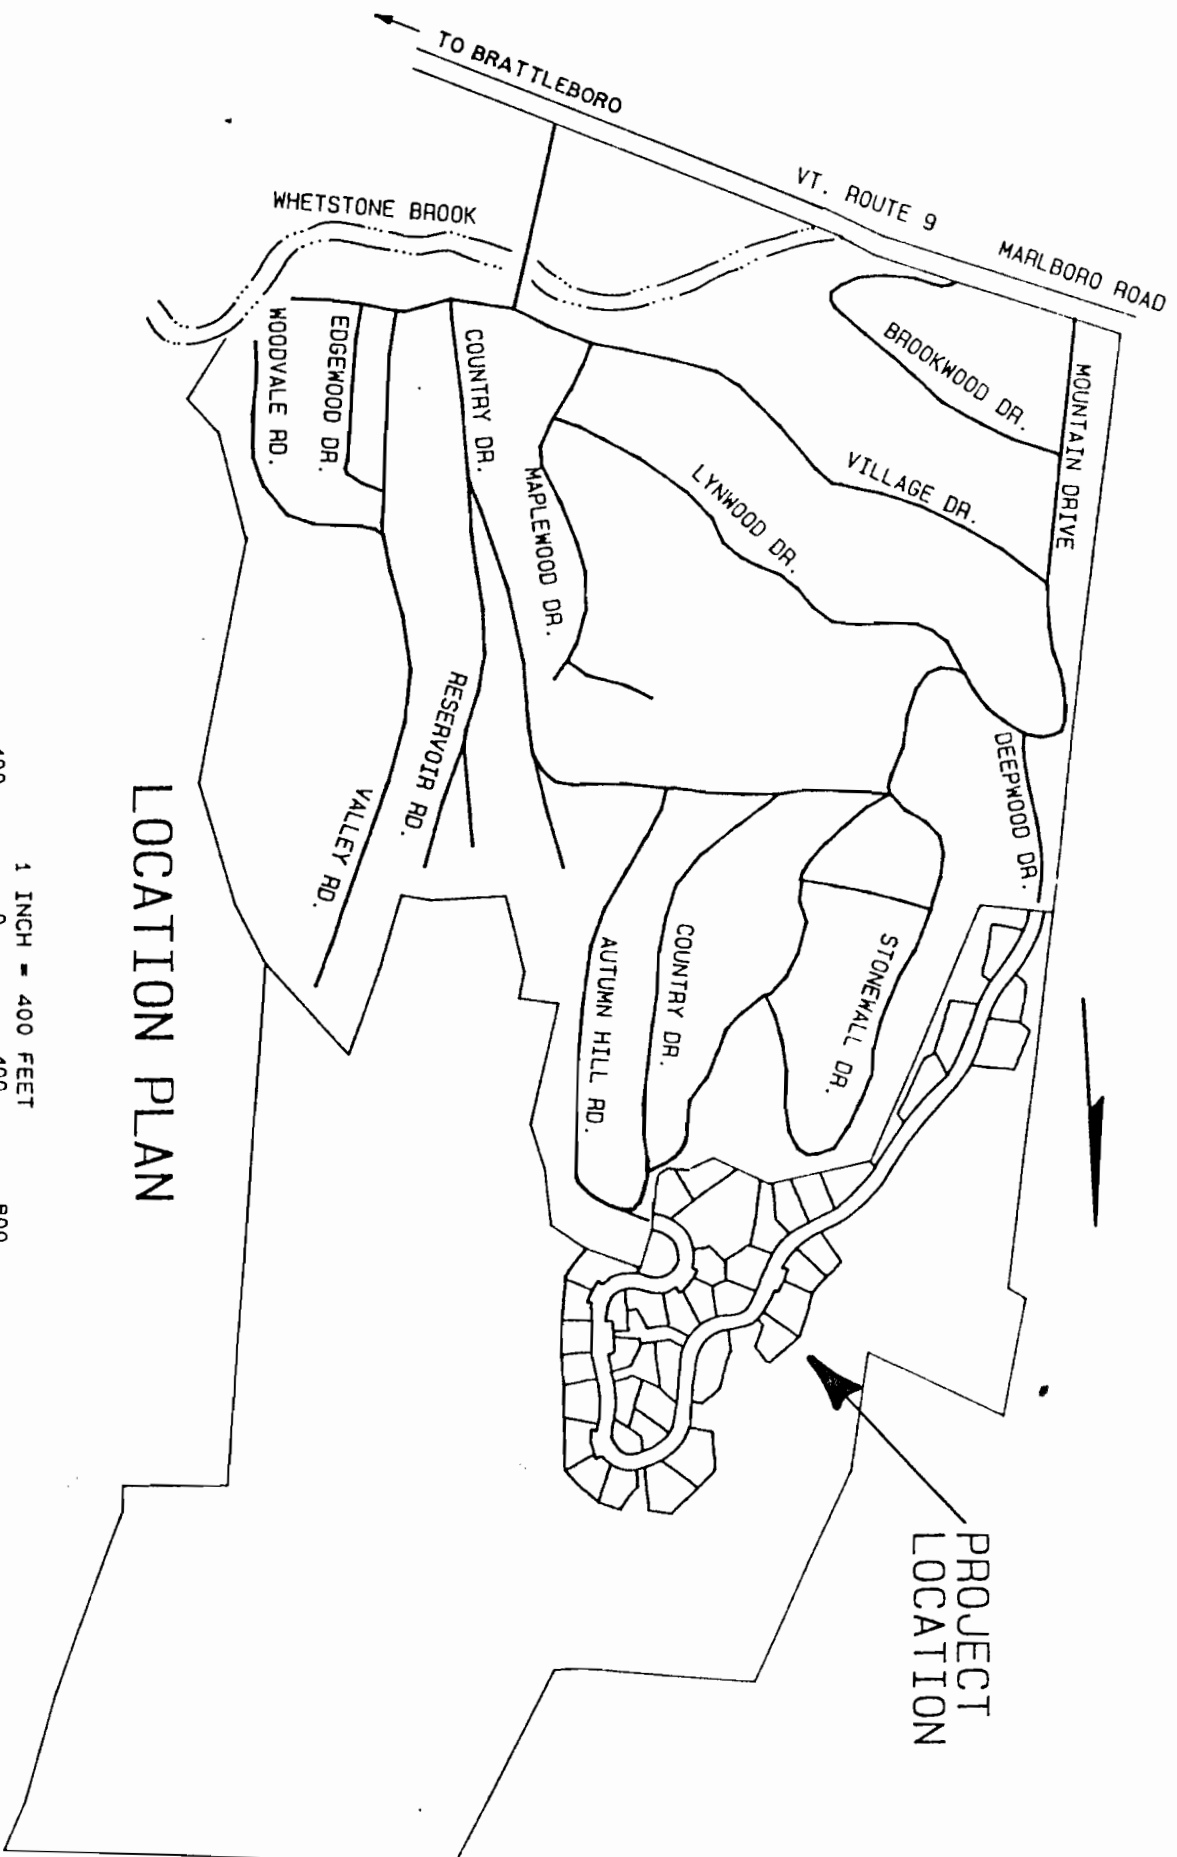 TO BRATTLEBORO
VT. ROUTE 9
MARLBORO ROAD
WHETSTONE BROOK
BROOKWOOD DR.
MOUNTAIN DRIVE
WOODVALE RD.
EDGEWOOD DR.
COUNTRY DR.
MAPLEWOOD DR.
LYNWOOD DR.
VILLAGE DR.
DEEPWOOD DR.
RESERVOIR RD.
VALLEY RD.
AUTUMN HILL RD.
COUNTRY DR.
STONEWALL DR.
PROJECT
LOCATION
LOCATION PLAN
1 INCH = 400 FEET